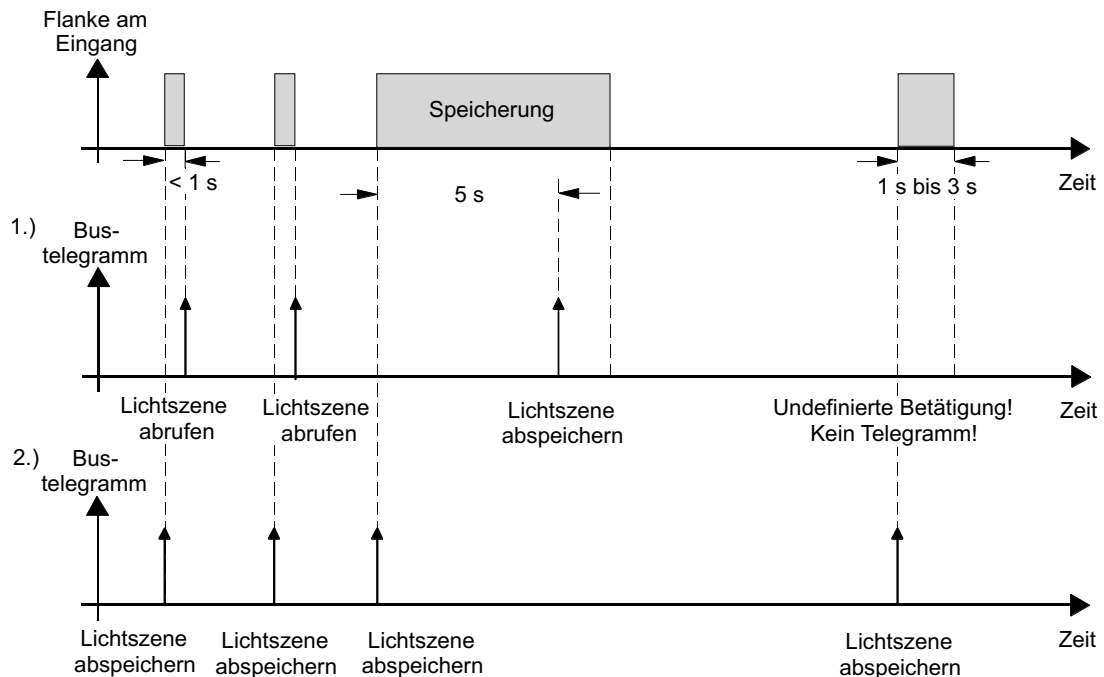 Flanke am
Eingang
Speicherung
< 1 s
5 s
1 s bis 3 s
Zeit
1.) Bus-
telegramm
Lichtszene
abrufen
Lichtszene
abrufen
Lichtszene
abspeichern
Undefinierte Betätigung!
Kein Telegramm!
Zeit
2.) Bus-
telegramm
Lichtszene
abspeichern
Lichtszene
abspeichern
Lichtszene
abspeichern
Lichtszene
abspeichern
Zeit